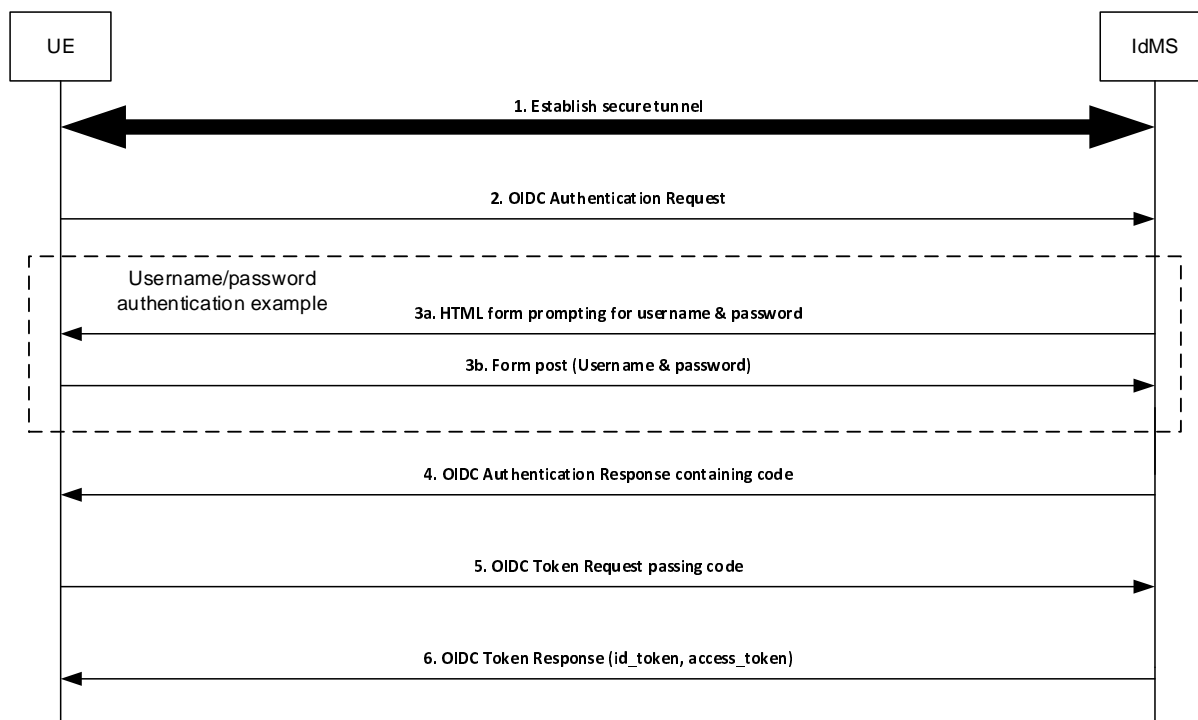 UE
IdMS
1. Establish secure tunnel
2. OIDC Authentication Request
Username/password
authentication example
3a. HTML form prompting for username & password
3b. Form post (Username & password)
4. OIDC Authentication Response containing code
5. OIDC Token Request passing code
6. OIDC Token Response (id_token, access_token)